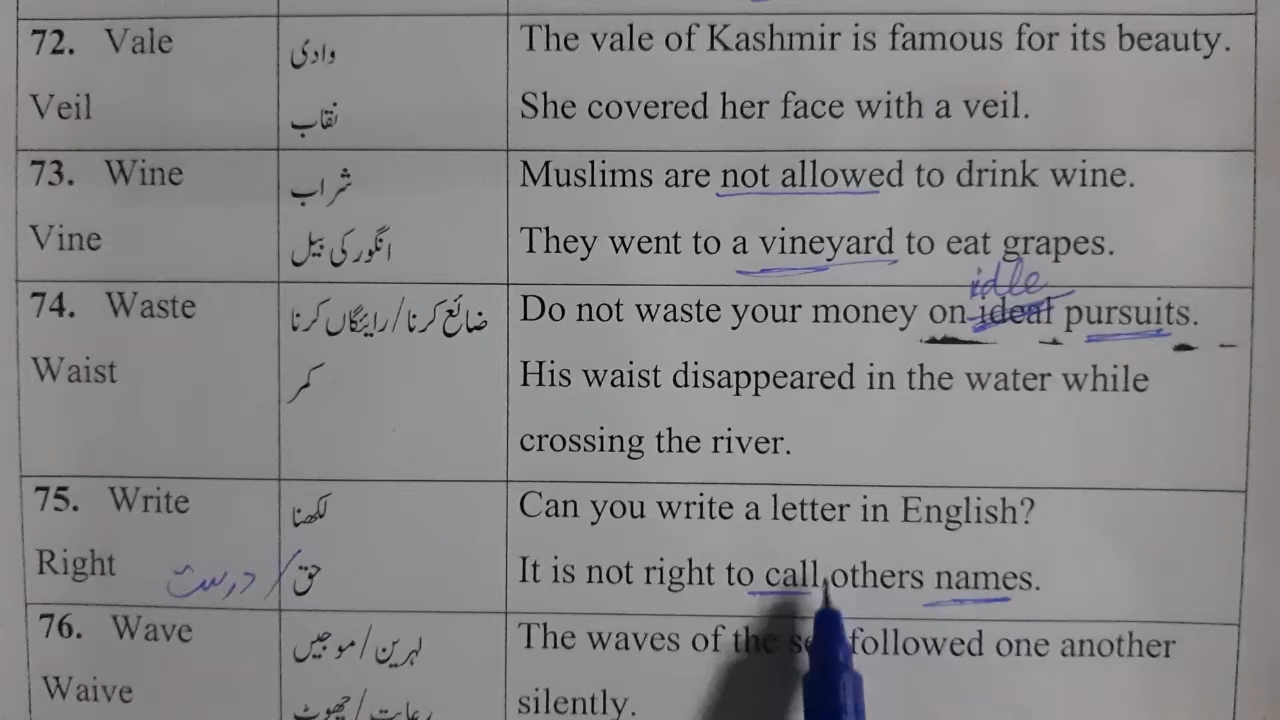 72. Vale وادی The vale of Kashmir is famous for its beauty.
Veil نقاب She covered her face with a veil.
73. Wine شراب Muslims are not allowed to drink wine.
Vine انگور کی بیل They went to a vineyard to eat grapes.
idle
74. Waste ضائع کرنا/رائیگاں کرنا Do not waste your money on ideal pursuits.
Waist کمر His waist disappeared in the water while
crossing the river.
75. Write لکھنا Can you write a letter in English?
Right درست / حق It is not right to call others names.
76. Wave لہریں/موجیں The waves of the followed one another
Waive رعایت/چھوٹ silently.